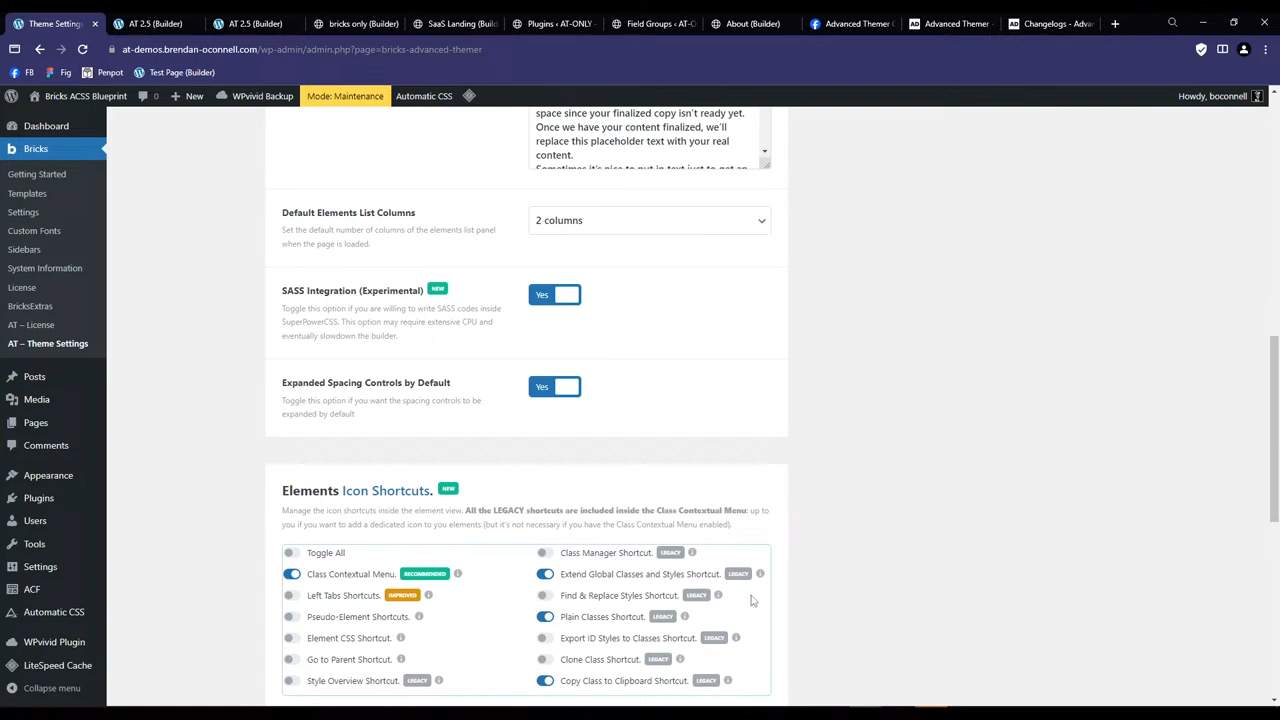 Theme Settings
AT 2.5 (Builder)
AT 2.5 (Builder)
bricks only (Builder)
SaaS Landing (Build
Plugins ‹ AT-ONLY -
Field Groups ‹ AT-O
About (Builder)
Advanced Themer C
Advanced Themer -
Changelogs - Advan
at-demos.brendan-oconnell.com/wp-admin/admin.php?page=bricks-advanced-themer
FB
Fig
Penpot
Test Page (Builder)
Bricks ACSS Blueprint
0
New
WPvivid Backup
Mode: Maintenance
Automatic CSS
Howdy, boconnell
Dashboard
Bricks
Getting Started
Templates
Settings
Custom Fonts
Sidebars
System Information
License
BricksExtras
AT – License
AT – Theme Settings
Posts
Media
Pages
Comments
Appearance
Plugins
Users
Tools
Settings
ACF
Automatic CSS
WPvivid Plugin
LiteSpeed Cache
Collapse menu
space since your finalized copy isn't ready yet.
Once we have your content finalized, we'll
replace this placeholder text with your real
content.
Sometimes it's nice to put in text just to get an
Default Elements List Columns
Set the default number of columns of the elements list panel
when the page is loaded.
2 columns
SASS Integration (Experimental) NEW
Toggle this option if you are willing to write SASS codes inside
SuperPowerCSS. This option may require extensive CPU and
eventually slowdown the builder.
Yes
Expanded Spacing Controls by Default
Toggle this option if you want the spacing controls to be
expanded by default
Yes
Elements Icon Shortcuts. NEW
Manage the icon shortcuts inside the element view. All the LEGACY shortcuts are included inside the Class Contextual Menu: up to
you if you want to add a dedicated icon to you elements (but it's not necessary if you have the Class Contextual Menu enabled).
Toggle All
Class Contextual Menu. RECOMMENDED
Left Tabs Shortcuts. IMPROVED
Pseudo-Element Shortcuts.
Element CSS Shortcut.
Go to Parent Shortcut.
Style Overview Shortcut. LEGACY
Class Manager Shortcut. LEGACY
Extend Global Classes and Styles Shortcut. LEGACY
Find & Replace Styles Shortcut. LEGACY
Plain Classes Shortcut. LEGACY
Export ID Styles to Classes Shortcut. LEGACY
Clone Class Shortcut. LEGACY
Copy Class to Clipboard Shortcut. LEGACY